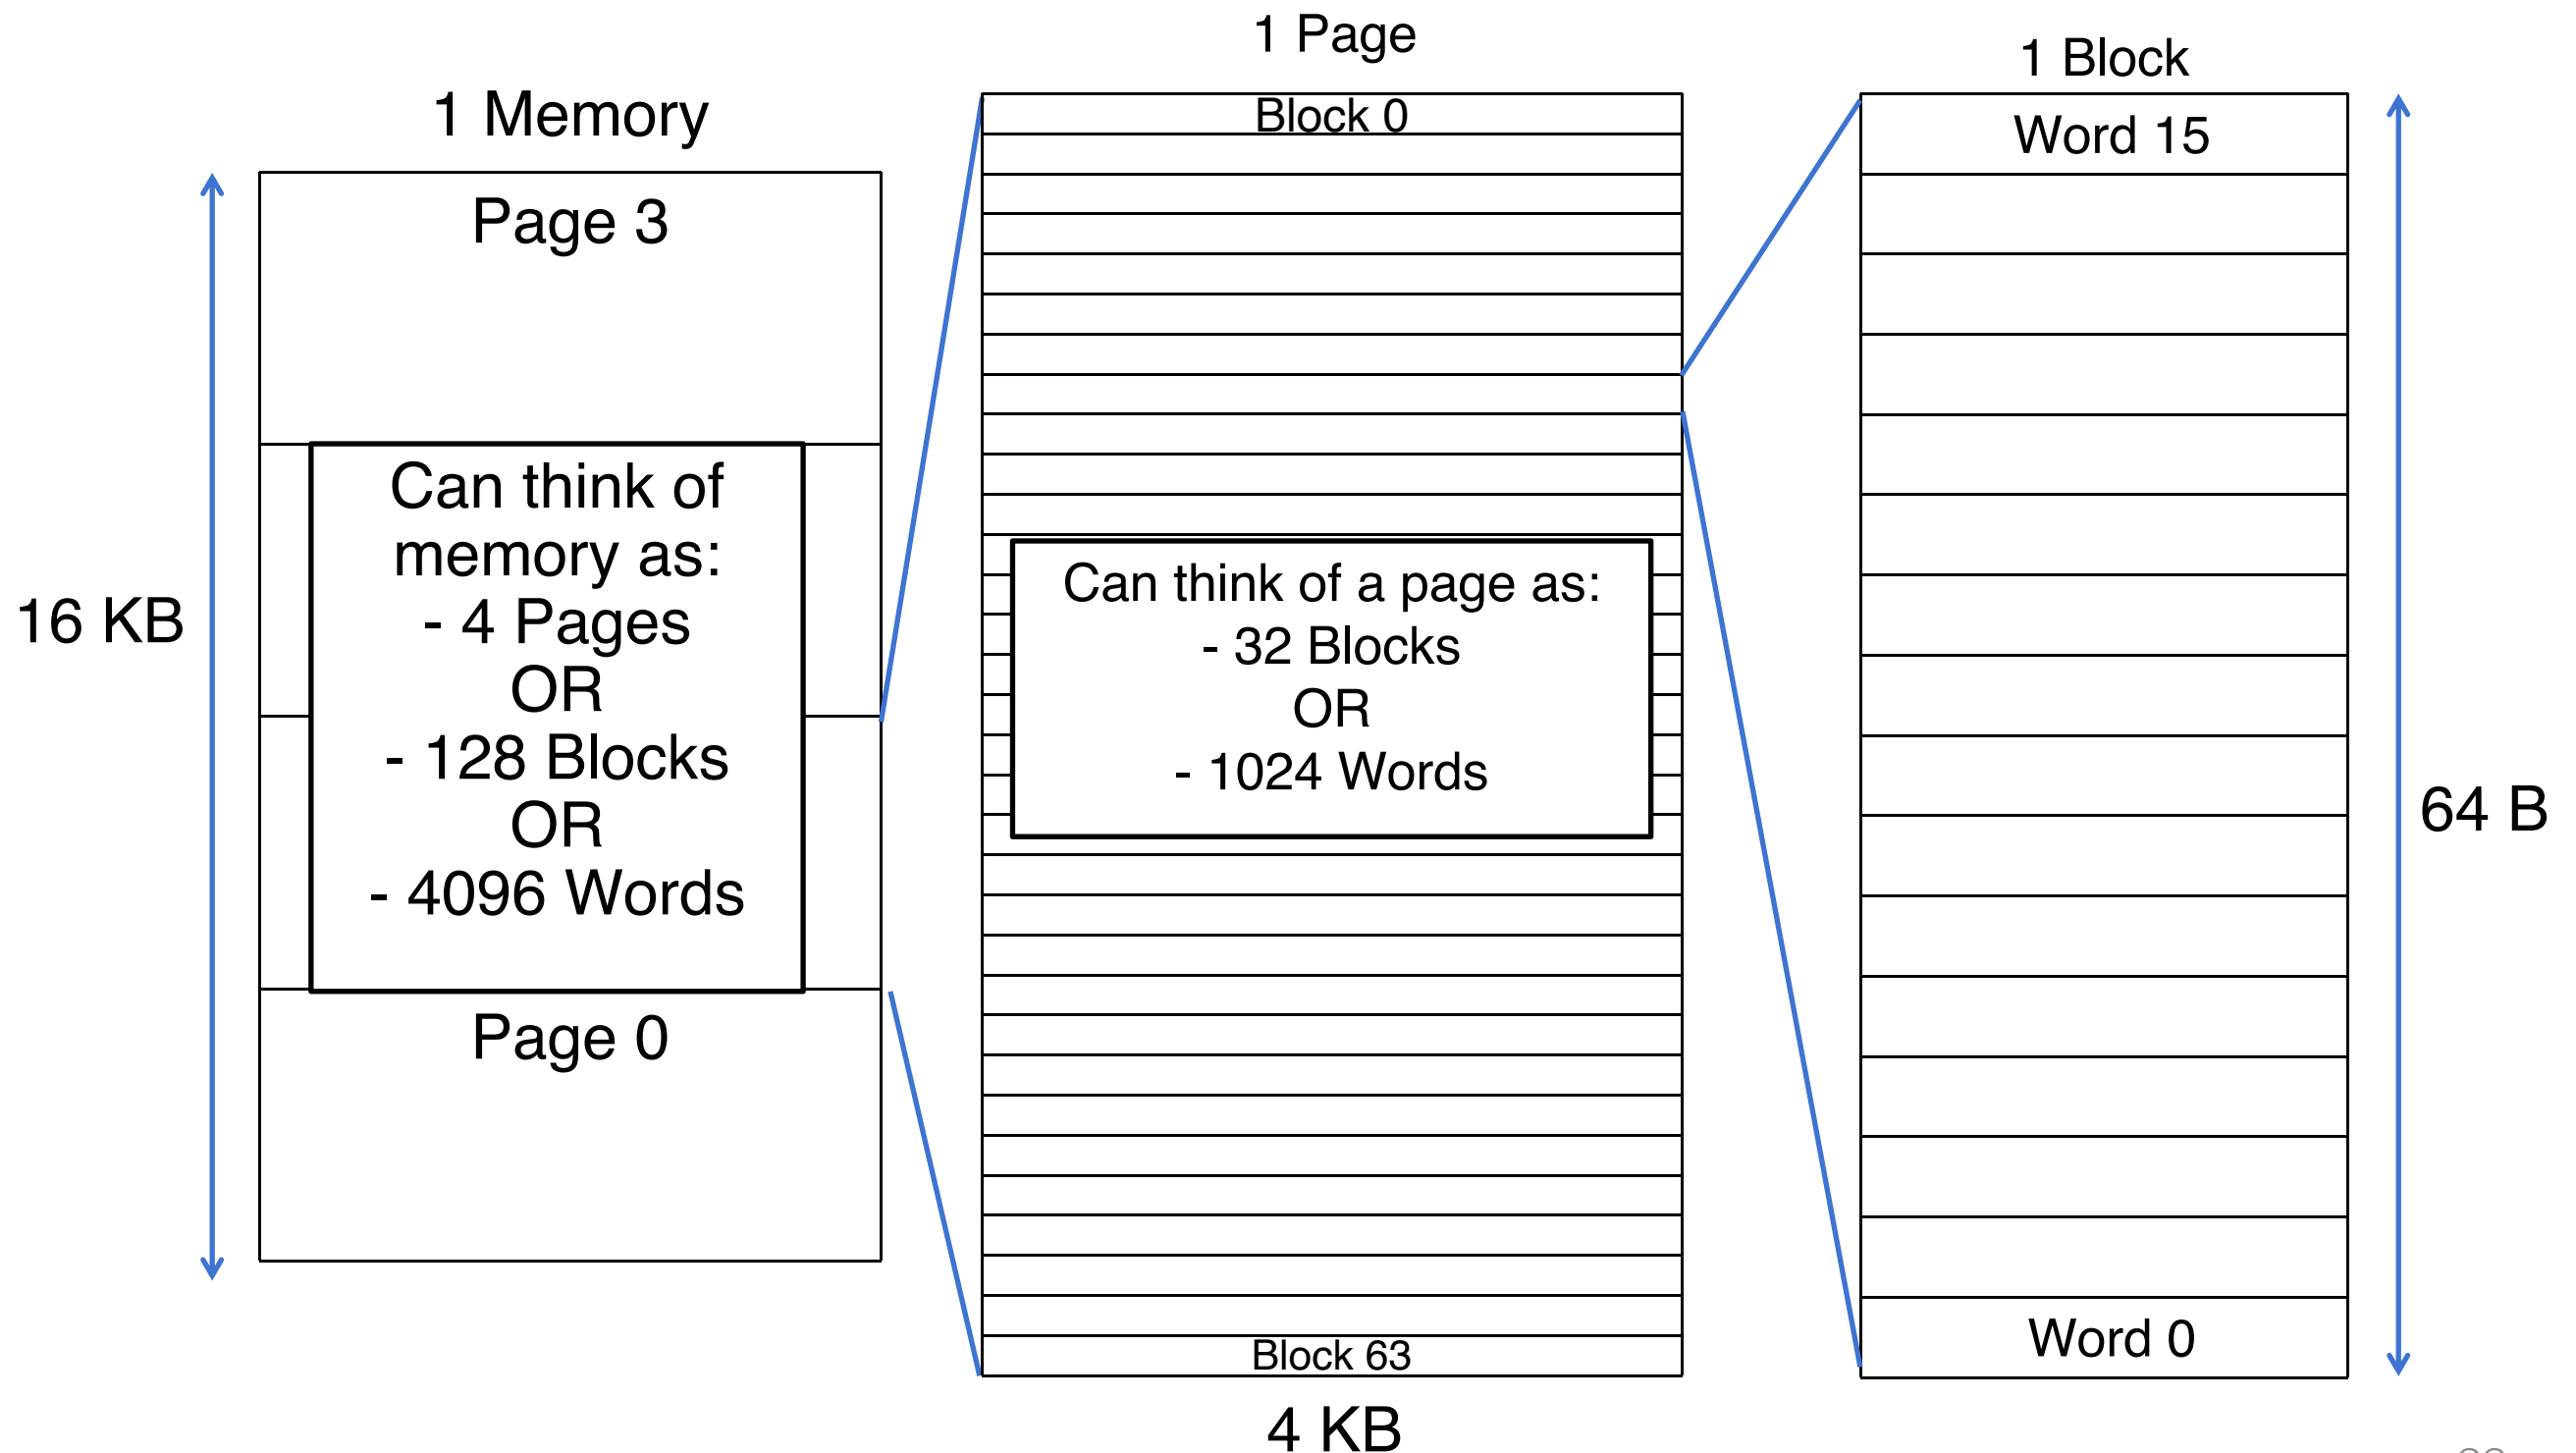 1 Memory
16 KB
Page 3
Can think of
memory as:
- 4 Pages
OR
- 128 Blocks
OR
- 4096 Words
Page 0
1 Page
Block 0
Can think of a page as:
- 32 Blocks
OR
- 1024 Words
Block 63
4 KB
1 Block
Word 15
Word 0
64 B